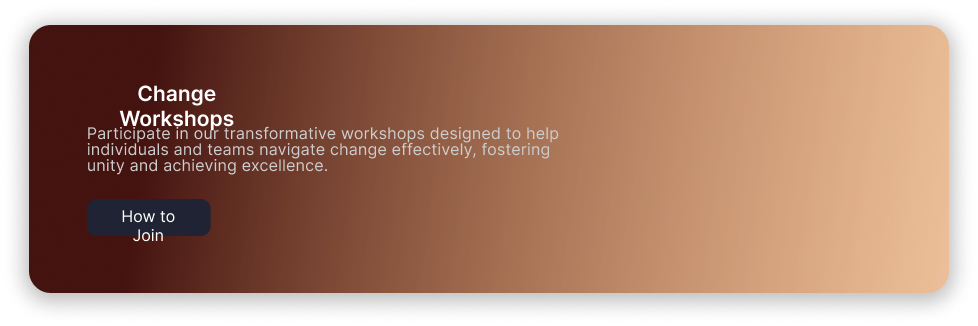 Change
Workshops
Participate in our transformative workshops designed to help
individuals and teams navigate change effectively, fostering
unity and achieving excellence.
How to
Join